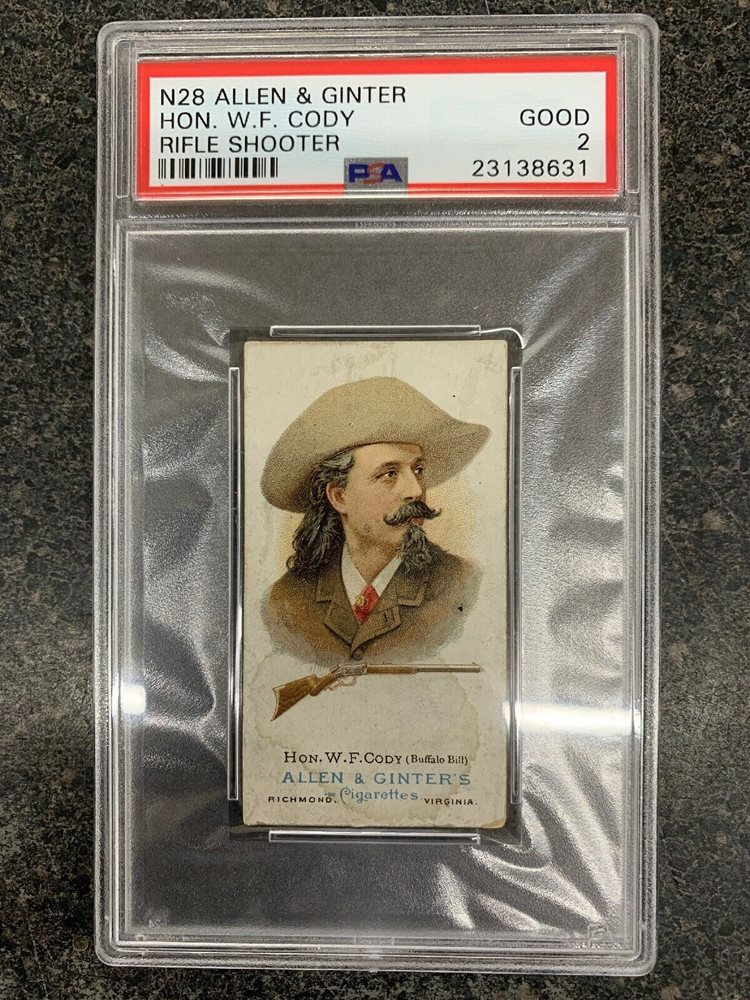 N28 ALLEN & GINTER
HON. W.F. CODY GOOD
RIFLE SHOOTER 2
PSA 23138631
HON. W.F. CODY (Buffalo Bill)
ALLEN & GINTER'S
Cigarettes
RICHMOND. VIRGINIA.